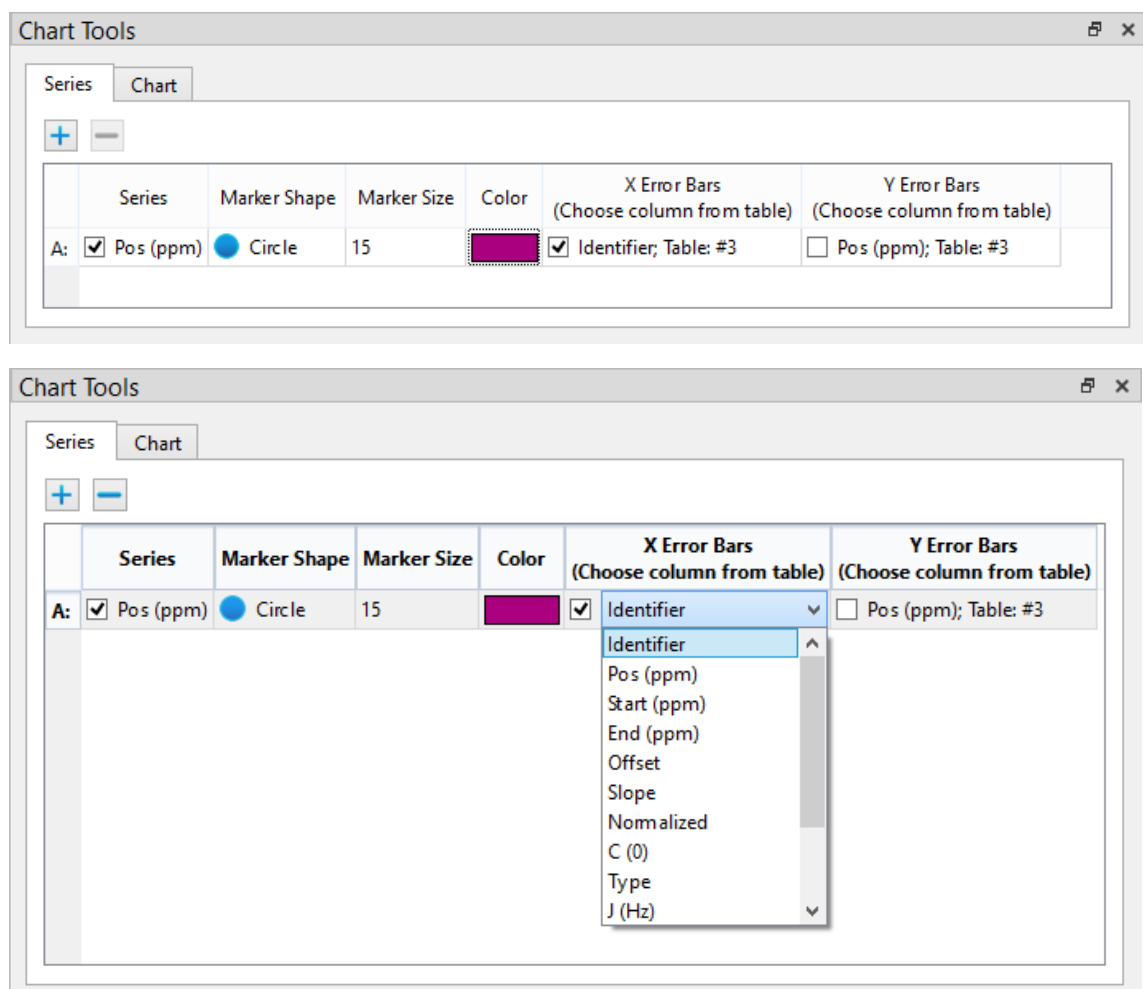 Chart Tools
Series Chart
Series Marker Shape Marker Size Color X Error Bars (Choose column from table) Y Error Bars (Choose column from table)
A: Pos (ppm) Circle 15 Identifier; Table: #3 Pos (ppm); Table: #3
Chart Tools
Series Chart
Series Marker Shape Marker Size Color X Error Bars (Choose column from table) Y Error Bars (Choose column from table)
A: Pos (ppm) Circle 15 Identifier Pos (ppm); Table: #3
Identifier
Pos (ppm)
Start (ppm)
End (ppm)
Offset
Slope
Normalized
C (0)
Type
J (Hz)